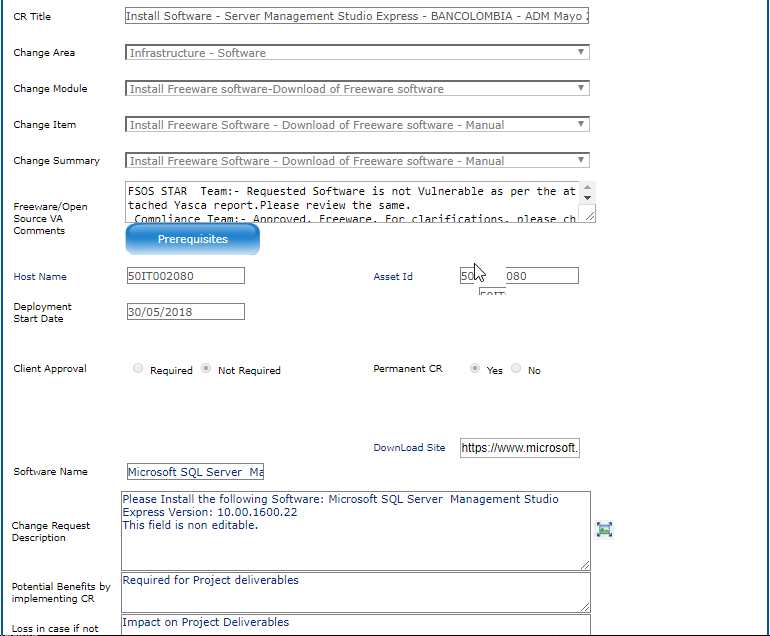 CR Title
Install Software - Server Management Studio Express - BANCOLOMBIA - ADM Mayo
Change Area
Infrastructure - Software
Change Module
Install Freeware software-Download of Freeware software
Change Item
Install Freeware Software - Download of Freeware software - Manual
Change Summary
Install Freeware Software - Download of Freeware software - Manual
Freeware/Open
Source VA
Comments
FSOS STAR  Team:- Requested Software is not Vulnerable as per the at
tached Yasca report.Please review the same.
Compliance Team:- Approved. Freeware. For clarifications, please ch
Prerequisites
Host Name
50IT002080
Asset Id
50 080
50IT
Deployment
Start Date
30/05/2018
Client Approval
Required
Not Required
Permanent CR
Yes
No
DownLoad Site
https://www.microsoft.
Software Name
Microsoft SQL Server  Ma
Change Request
Description
Please Install the following Software: Microsoft SQL Server  Management Studio
Express Version: 10.00.1600.22
This field is non editable.
Potential Benefits by
implementing CR
Required for Project deliverables
Loss in case if not
Impact on Project Deliverables